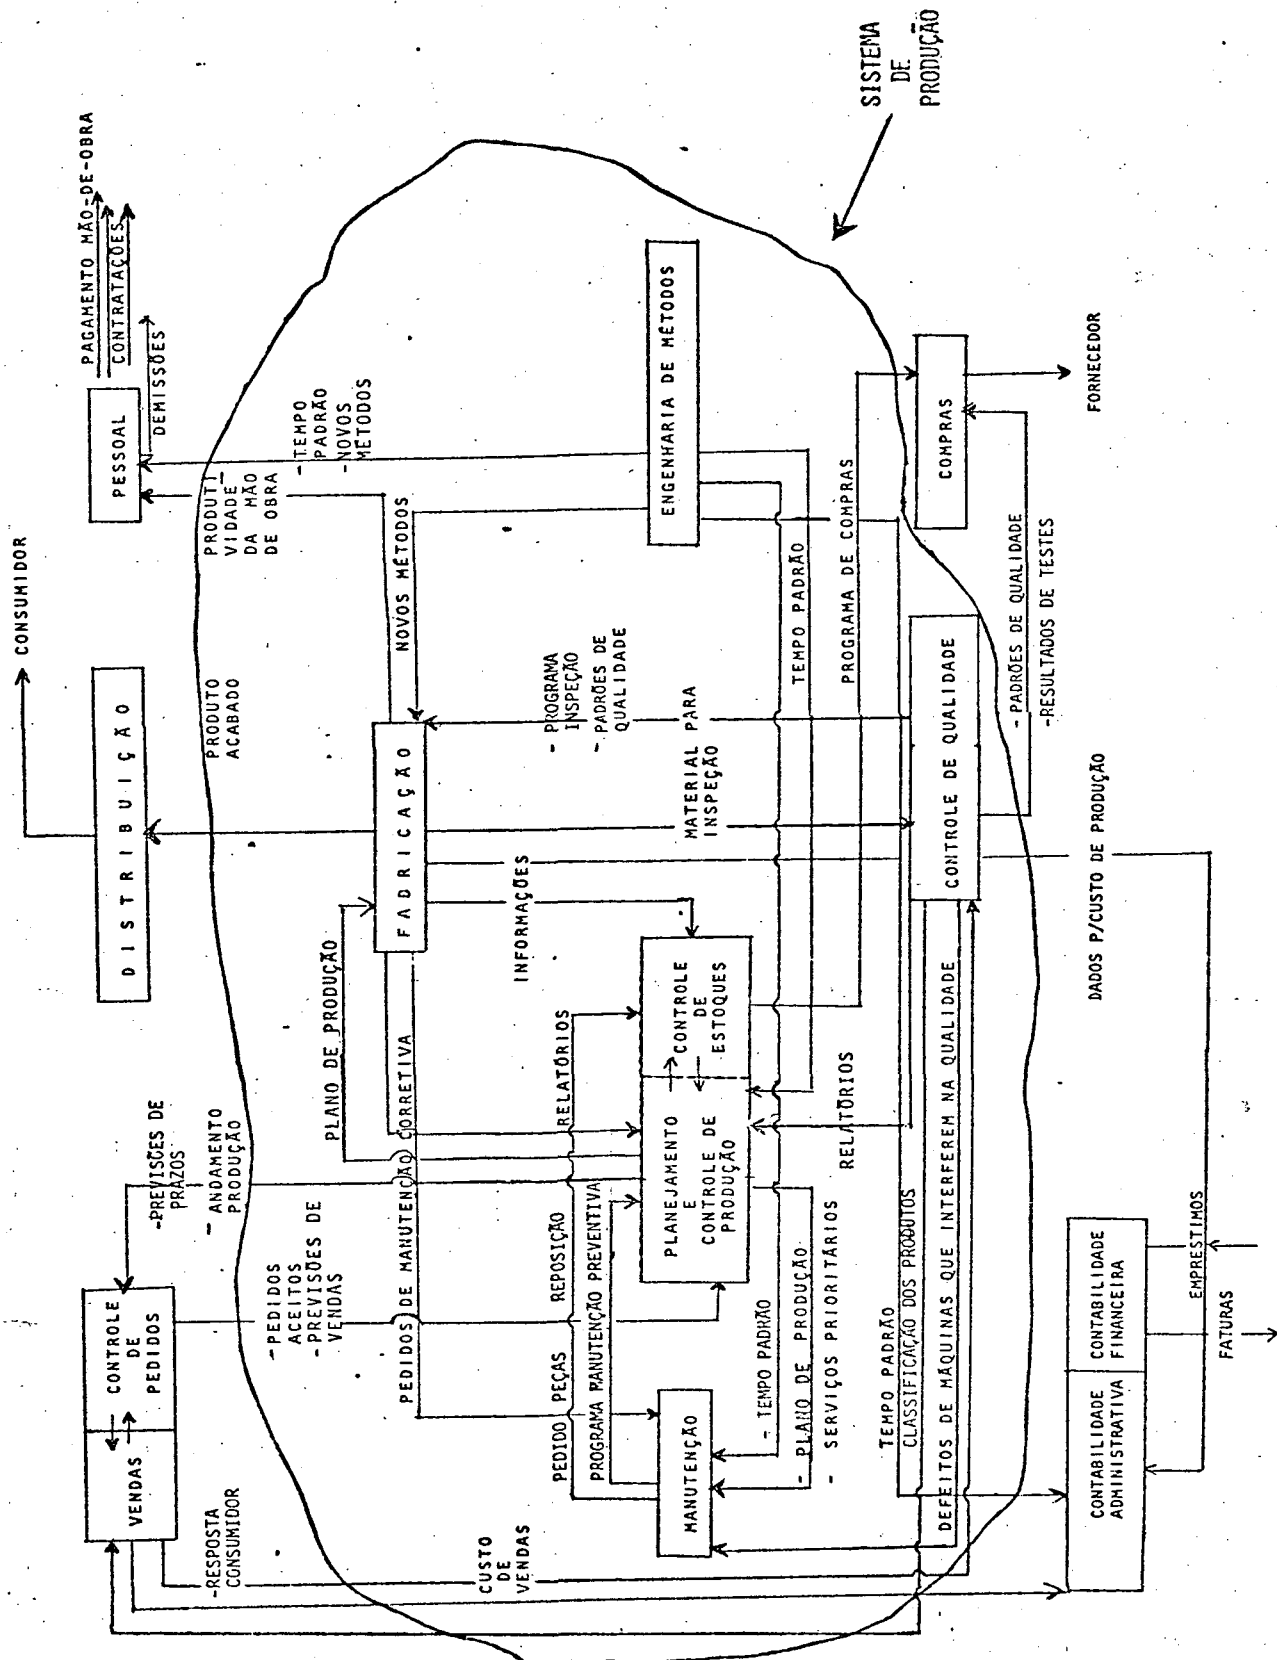 CONSUMIDOR
PAGAMENTO MÃO-DE-OBRA
CONTRATAÇÕES
DEMISSÕES
VENDAS
CONTROLE
DE
PEDIDOS
DISTRIBUIÇÃO
PESSOAL
-RESPOSTA
CONSUMIDOR
-PREVISÕES DE
PRAZOS
- ANDAMENTO
PRODUÇÃO
PRODUTO
ACABADO
PRODUTI_
VIDADE
DA MÃO
DE OBRA
-PEDIDOS
ACEITOS
-PREVISÕES DE
VENDAS
-TEMPO
PADRÃO
-NOVOS
MÉTODOS
PLANO DE PRODUÇÃO
FADRICAÇÃO
NOVOS MÉTODOS
PEDIDOS DE MANUTENÇÃO CORRETIVA
CUSTO
DE
VENDAS
INFORMAÇÕES
- PROGRAMA
INSPEÇÃO
- PADRÕES DE
QUALIDADE
PEDIDO PEÇAS REPOSIÇÃO
RELATÓRIOS
PROGRAMA MANUTENÇÃO PREVENTIVA
MANUTENÇÃO
PLANEJAMENTO
E
CONTROLE DE
PRODUÇÃO
CONTROLE
DE
ESTOQUES
MATERIAL PARA
INSPEÇÃO
ENGENHARIA DE MÉTODOS
- TEMPO PADRÃO
- PLANO DE PRODUÇÃO
- SERVIÇOS PRIORITÁRIOS
TEMPO PADRÃO
RELATÓRIOS
PROGRAMA DE COMPRAS
SISTEMA
DE
PRODUÇÃO
TEMPO PADRÃO
CLASSIFICAÇÃO DOS PRODUTOS
DEFEITOS DE MÁQUINAS QUE INTERFEREM NA QUALIDADE
CONTROLE DE QUALIDADE
COMPRAS
- PADRÕES DE QUALIDADE
-RESULTADOS DE TESTES
FORNECEDOR
CONTABILIDADE
ADMINISTRATIVA
CONTABILIDADE
FINANCEIRA
DADOS P/CUSTO DE PRODUÇÃO
EMPRESTIMOS
FATURAS